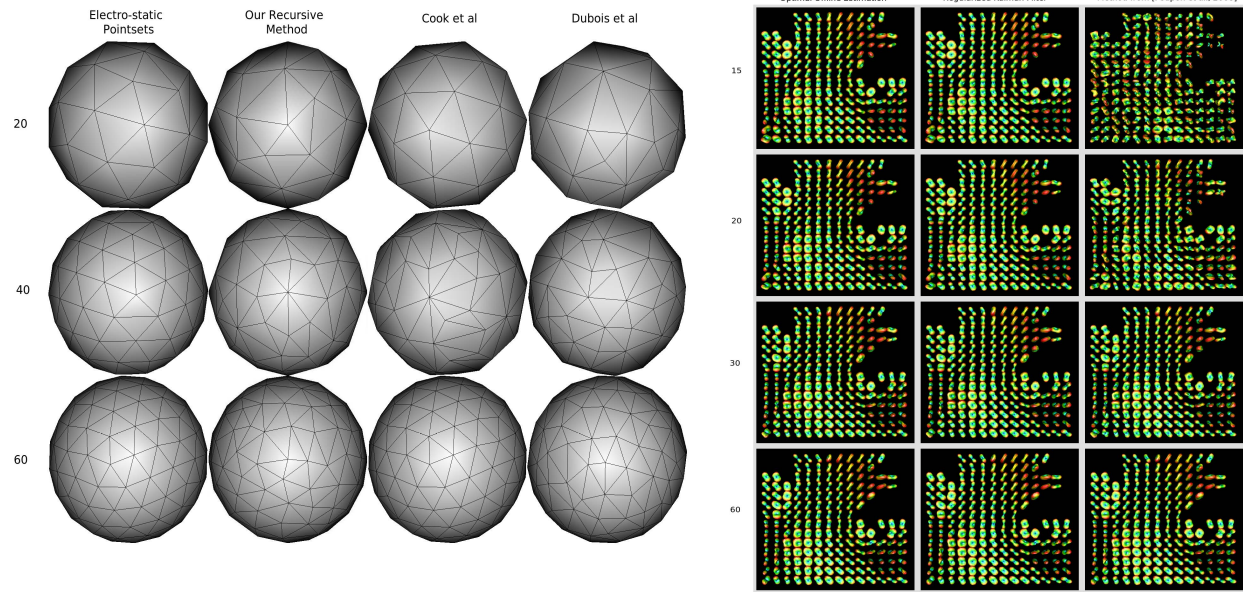 Electro-static
Pointsets
Our Recursive
Method
Cook et al
Dubois et al
20
40
60
15
20
30
60